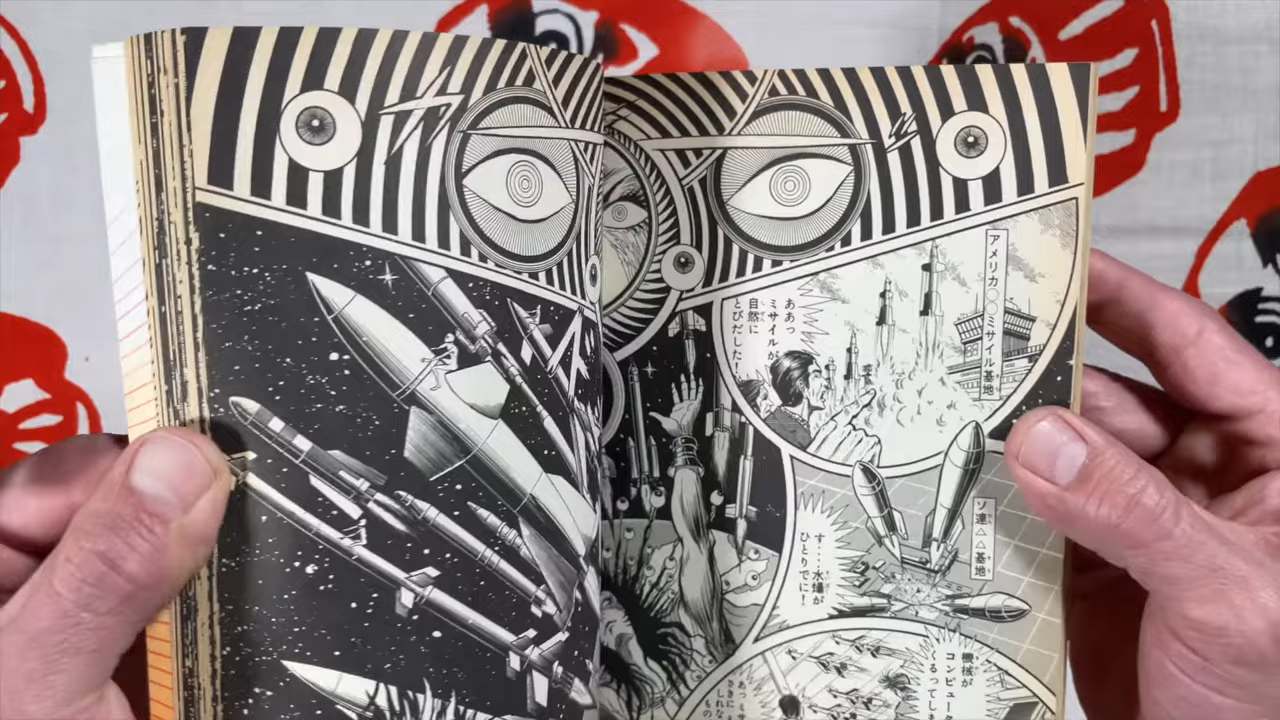 カ
ッ
アメリカ○○ミサイル基地
ああっ
ミサイルが
自然に
とびだした!
ソ連△△基地
す‥‥水爆が
ひとりでに!
機械が
コンピュータ
くるってしま